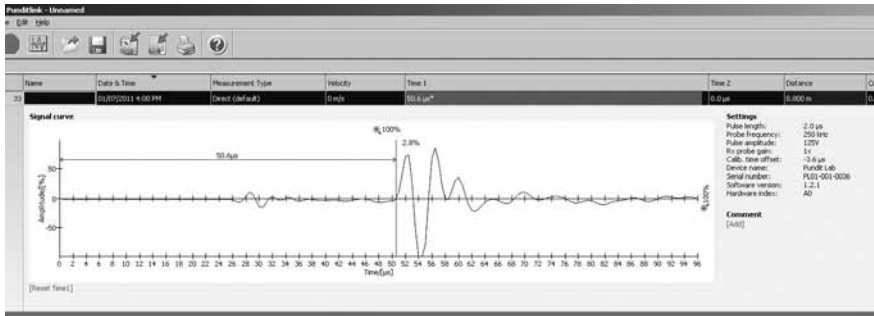 Punditlink - Unnamed
Edit Help
Name Date & Time Measurement Type Velocity Time 1 Time 2 Distance
35 01/07/2011 4:00 PM Direct (default) 0 m/s 50.6 µs* 0.0 µs 0.000 m
Signal curve
100%
2.8%
50.6µs
50
0
-50
Amplitude[%]
100%
0 2 4 6 8 10 12 14 16 18 20 22 24 26 28 30 32 34 36 38 40 42 44 46 48 50 52 54 56 58 60 62 64 66 68 70 72 74 76 78 80 82 84 86 88 90 92 94 96
Time/[µs]
[Reset Time1]
Settings
Pulse length: 2.0 µs
Probe frequency: 250 kHz
Pulse amplitude: 125V
Rx probe gain: 1x
Calib. time offset: -3.6 µs
Device name: Pundit Lab
Serial number: PL01-001-0036
Software version: 1.2.1
Hardware index: A0
Comment
[Add]